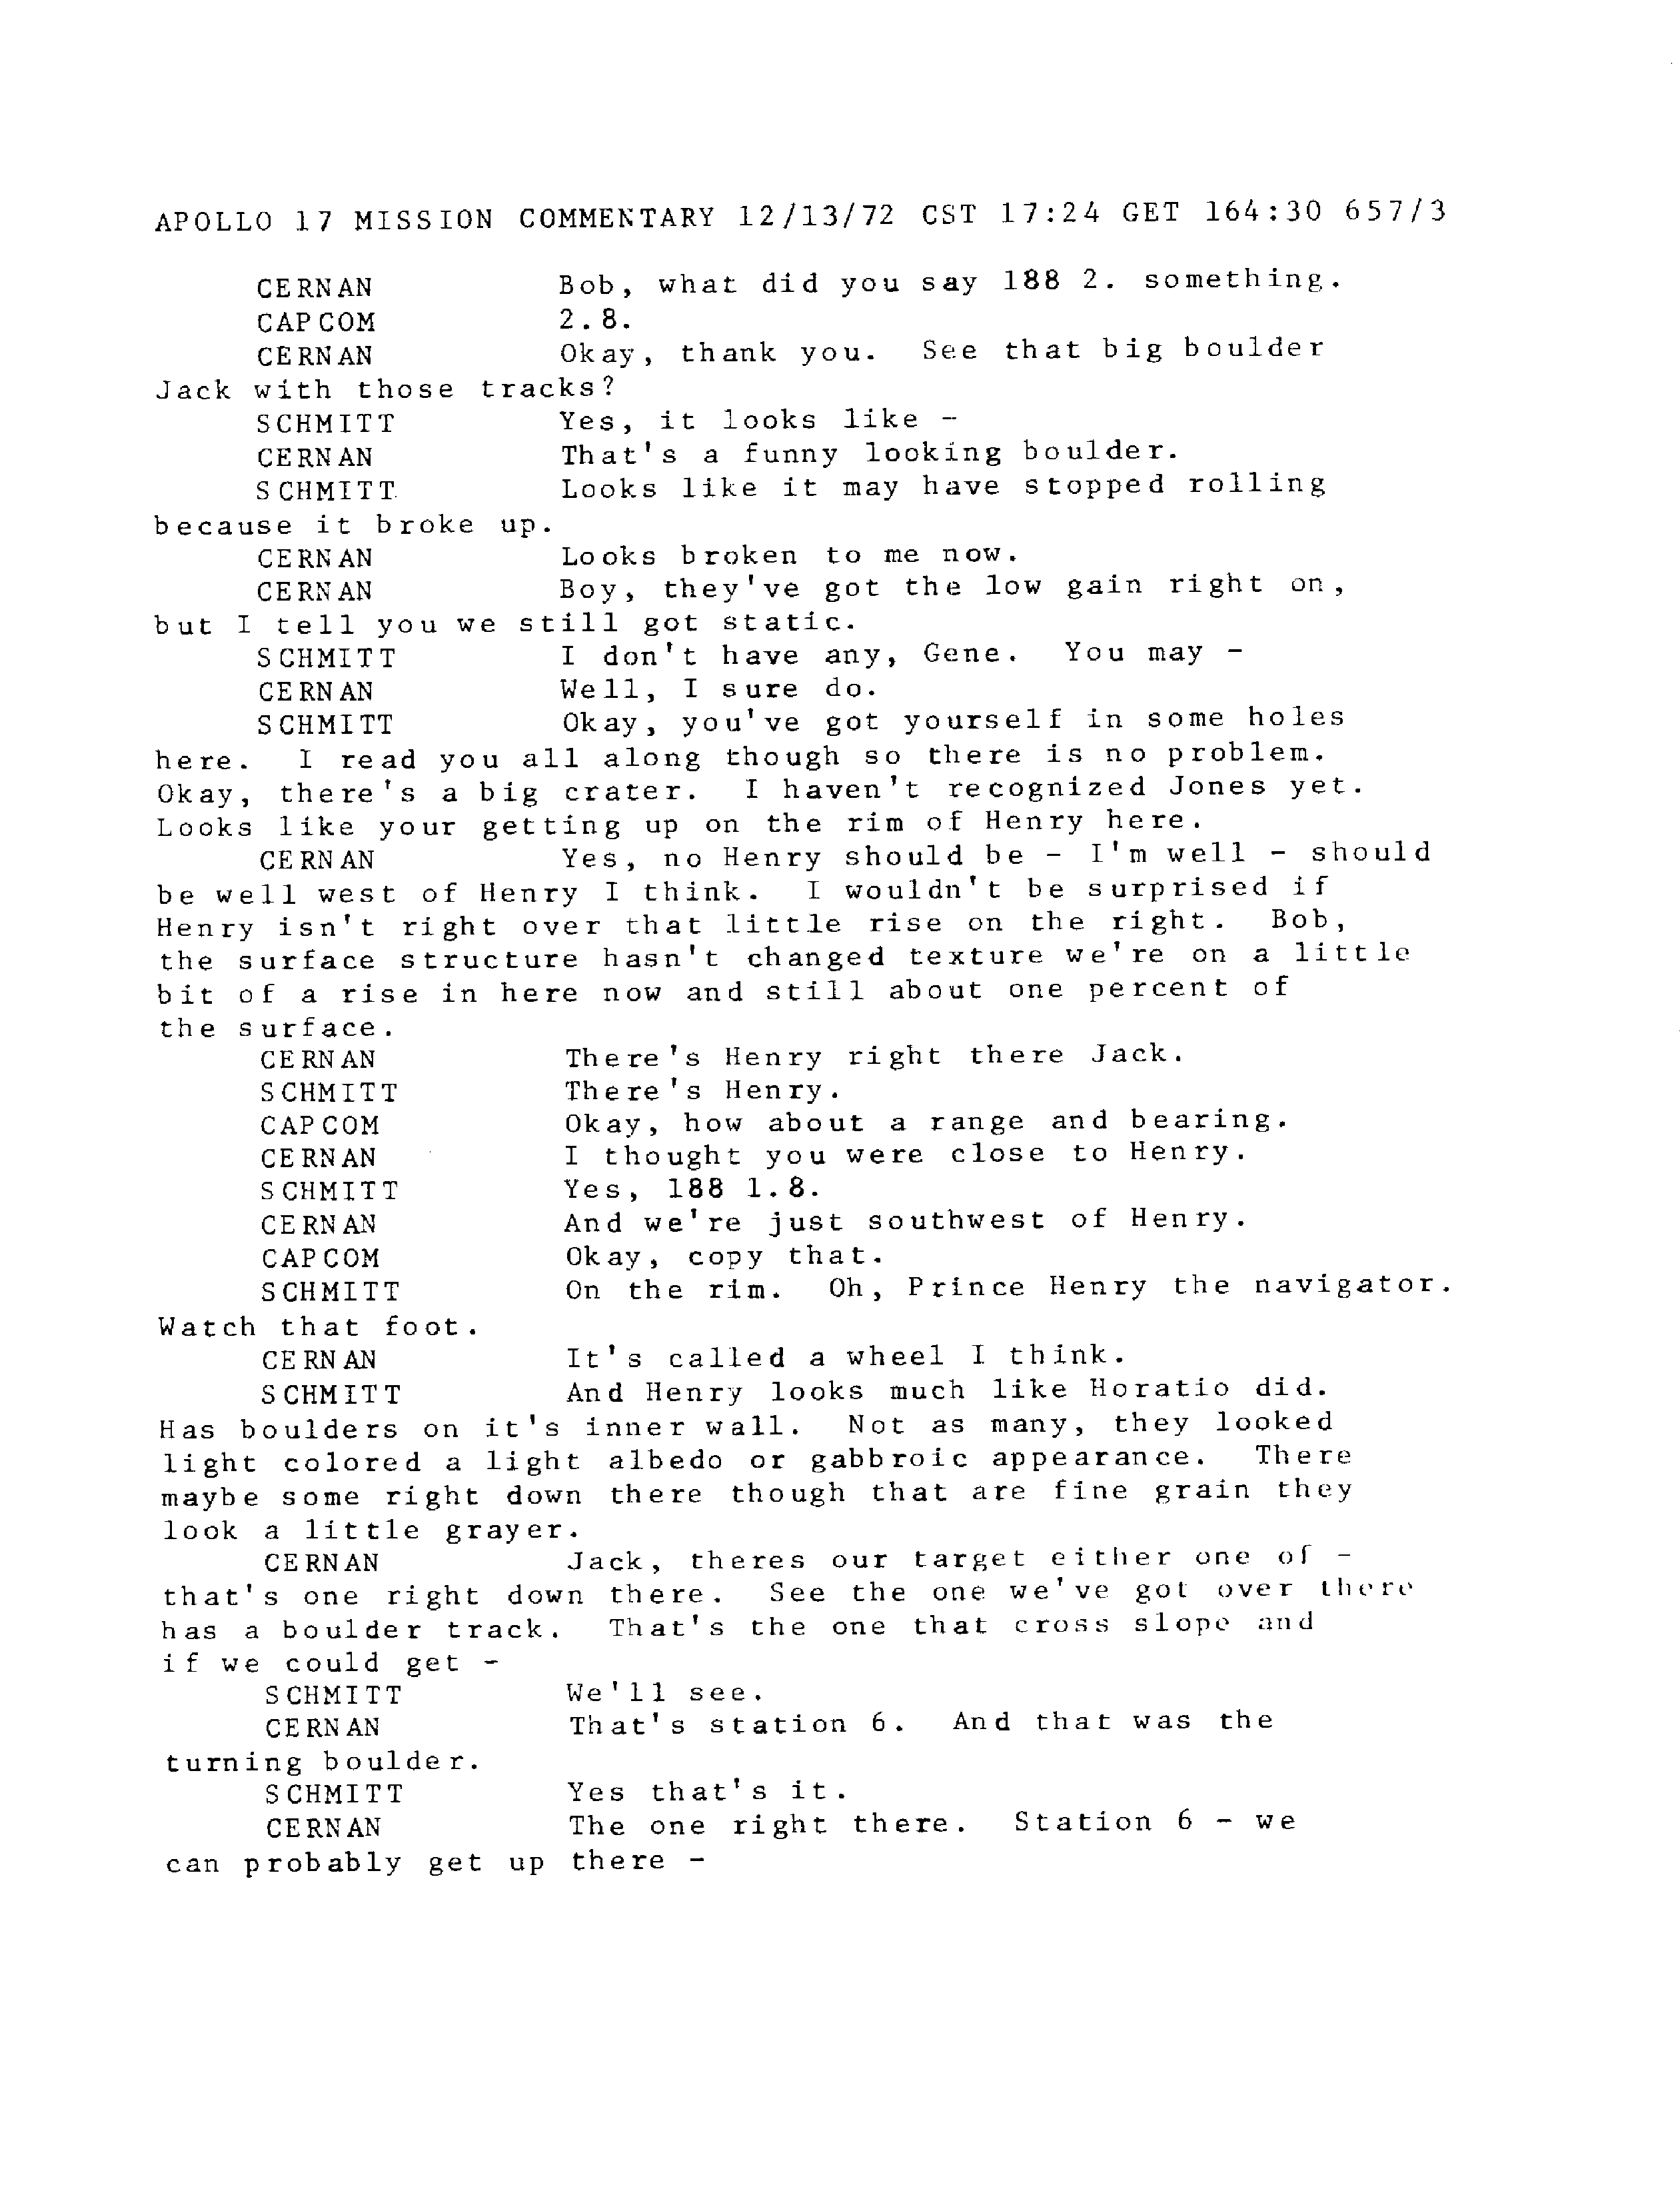 APOLLO 17 MISSION COMMENTARY 12/13/72 CST 17:24 GET 164:30 657/3
CERNAN Bob, what did you say 188 2. something.
CAPCOM 2.8.
CERNAN Okay, thank you. See that big boulder
Jack with those tracks?
SCHMITT Yes, it looks like -
CERNAN That's a funny looking boulder.
SCHMITT Looks like it may have stopped rolling
because it broke up.
CERNAN Looks broken to me now.
CERNAN Boy, they've got the low gain right on,
but I tell you we still got static.
SCHMITT I don't have any, Gene. You may -
CERNAN Well, I sure do.
SCHMITT Okay, you've got yourself in some holes
here. I read you all along though so there is no problem.
Okay, there's a big crater. I haven't recognized Jones yet.
Looks like your getting up on the rim of Henry here.
CERNAN Yes, no Henry should be - I'm well - should
be well west of Henry I think. I wouldn't be surprised if
Henry isn't right over that little rise on the right. Bob,
the surface structure hasn't changed texture we're on a little
bit of a rise in here now and still about one percent of
the surface.
CERNAN There's Henry right there Jack.
SCHMITT There's Henry.
CAPCOM Okay, how about a range and bearing.
CERNAN I thought you were close to Henry.
SCHMITT Yes, 188 1.8.
CERNAN And we're just southwest of Henry.
CAPCOM Okay, copy that.
SCHMITT On the rim. Oh, Prince Henry the navigator.
Watch that foot.
CERNAN It's called a wheel I think.
SCHMITT And Henry looks much like Horatio did.
Has boulders on it's inner wall. Not as many, they looked
light colored a light albedo or gabbroic appearance. There
maybe some right down there though that are fine grain they
look a little grayer.
CERNAN Jack, theres our target either one of -
that's one right down there. See the one we've got over there
has a boulder track. That's the one that cross slope and
if we could get -
SCHMITT We'll see.
CERNAN That's station 6. And that was the
turning boulder.
SCHMITT Yes that's it.
CERNAN The one right there. Station 6 - we
can probably get up there -